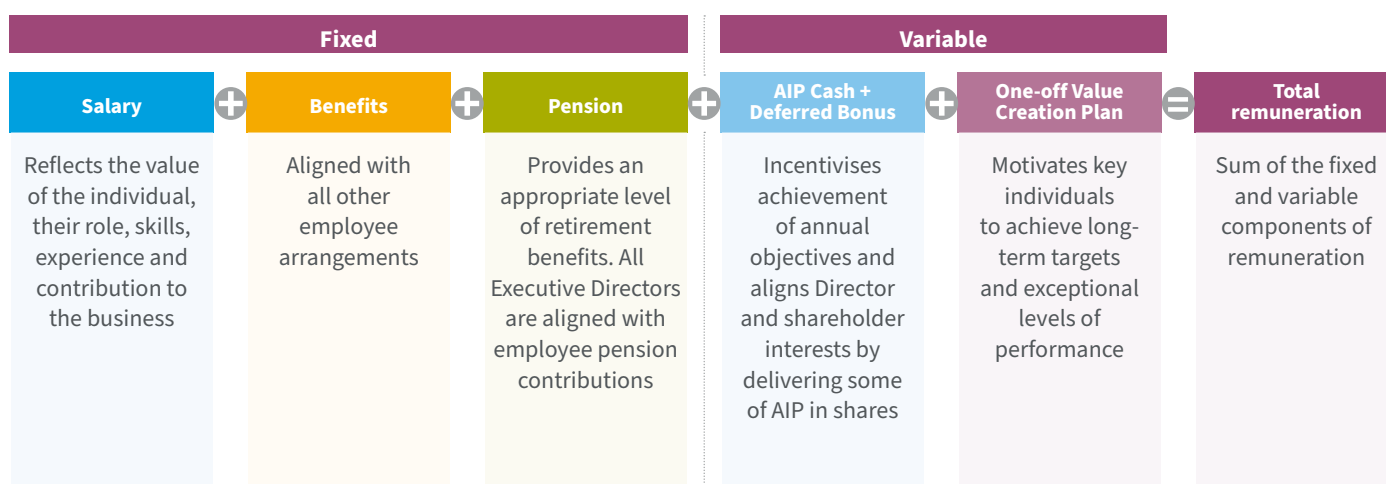 Fixed
Variable
Salary
Benefits
Pension
AIP Cash +
Deferred Bonus
One-off Value
Creation Plan
Total
remuneration
Reflects the value
of the individual,
their role, skills,
experience and
contribution to
the business
Aligned with
all other
employee
arrangements
Provides an
appropriate level
of retirement
benefits. All
Executive Directors
are aligned with
employee pension
contributions
Incentivises
achievement
of annual
objectives and
aligns Director
and shareholder
interests by
delivering some
of AIP in shares
Motivates key
individuals
to achieve long-
term targets
and exceptional
levels of
performance
Sum of the fixed
and variable
components of
remuneration